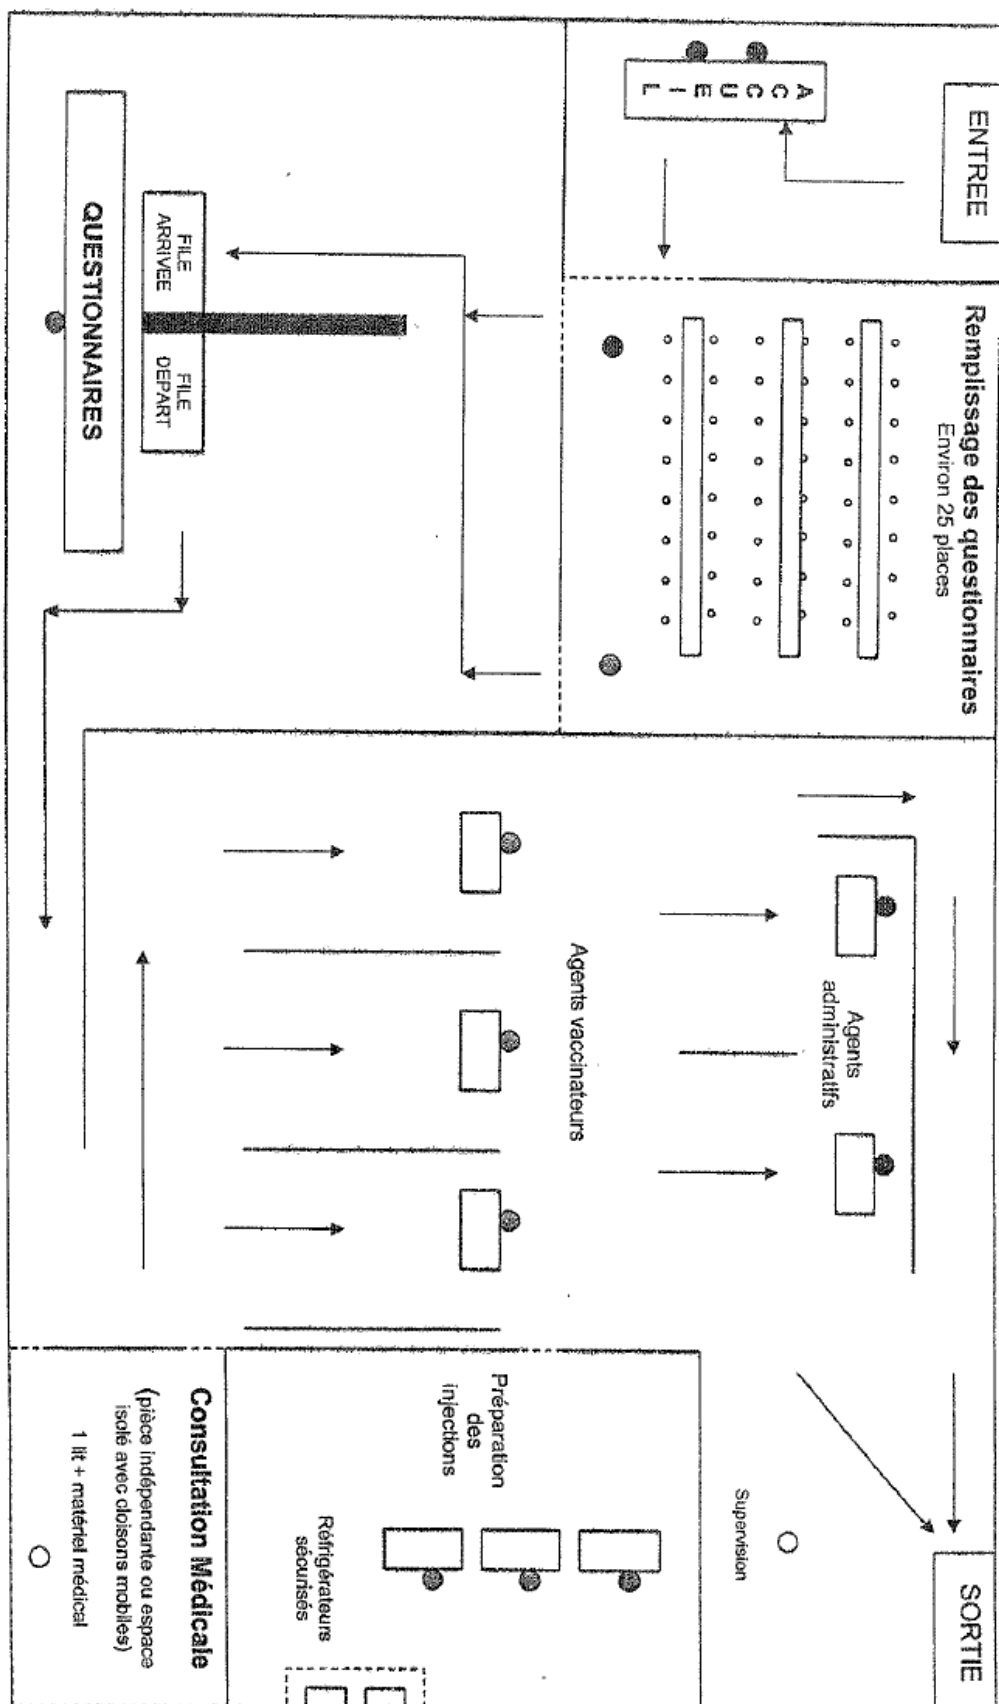 ENTREE
ACCUEIL
Remplissage des questionnaires
Environ 25 places
FILE
ARRIVEE
FILE
DEPART
QUESTIONNAIRES
Agents
administratifs
Agents vaccinateurs
SORTIE
Supervision
Préparation
des
injections
Réfrigérateurs
sécurisés
Consultation Médicale
(pièce indépendante ou espace
isolé avec cloisons mobiles)
1 lit + matériel médical